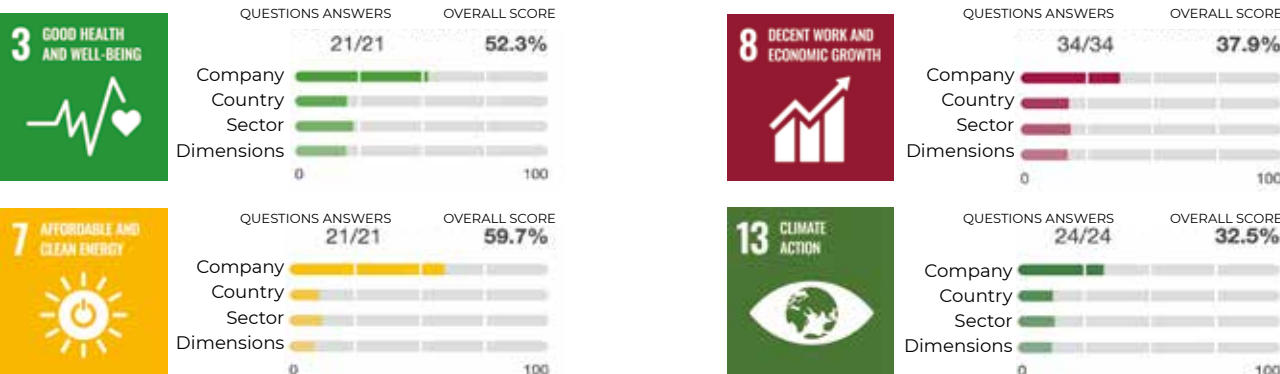 3 GOOD HEALTH
AND WELL-BEING
QUESTIONS ANSWERS OVERALL SCORE
21/21 52.3%
Company
Country
Sector
Dimensions
0 100
8 DECENT WORK AND
ECONOMIC GROWTH
QUESTIONS ANSWERS OVERALL SCORE
34/34 37.9%
Company
Country
Sector
Dimensions
0 100
7 AFFORDABLE AND
CLEAN ENERGY
QUESTIONS ANSWERS OVERALL SCORE
21/21 59.7%
Company
Country
Sector
Dimensions
0 100
13 CLIMATE
ACTION
QUESTIONS ANSWERS OVERALL SCORE
24/24 32.5%
Company
Country
Sector
Dimensions
0 100